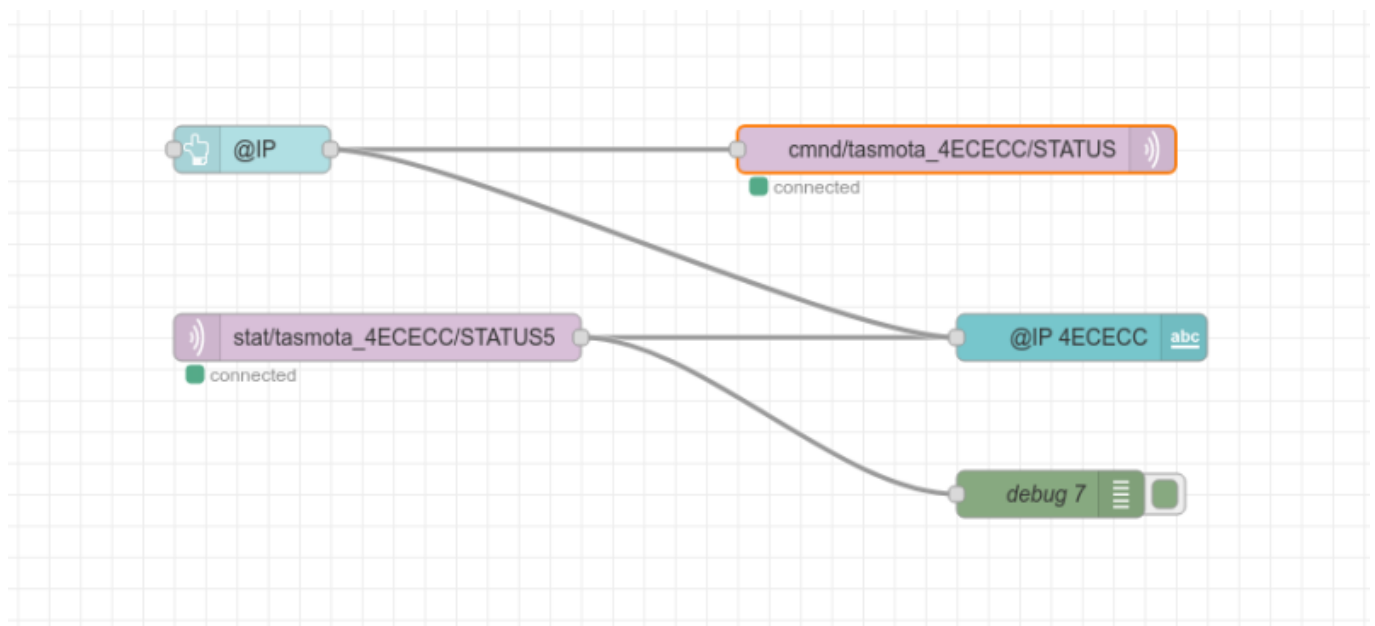 @IP
cmnd/tasmota_4ECECC/STATUS
connected
stat/tasmota_4ECECC/STATUS5
@IP 4ECECC
abc
connected
debug 7